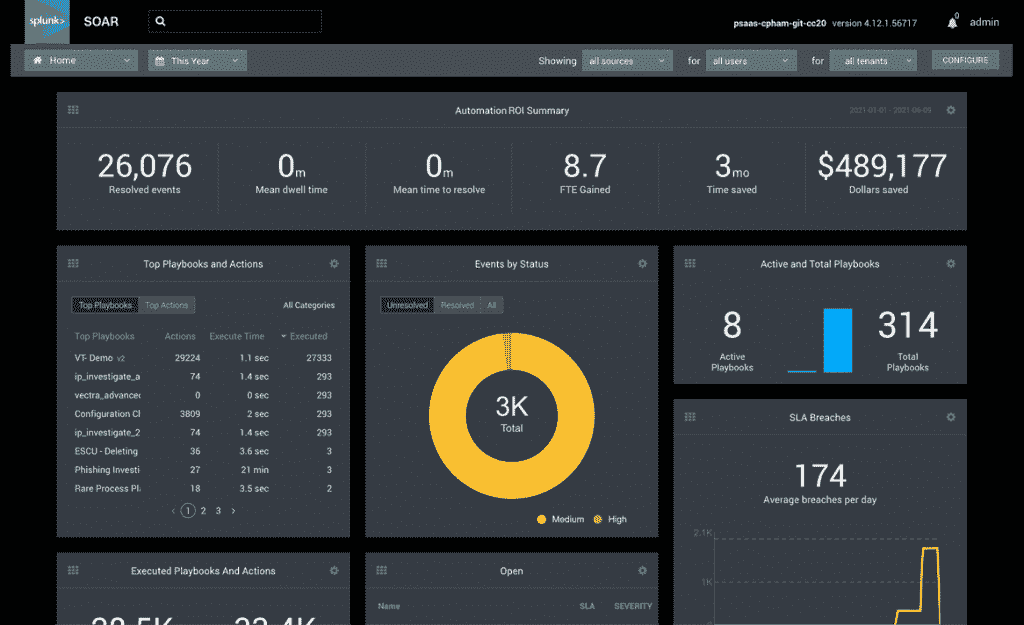 splunk> SOAR
psaas-cpham-git-cc20 version 4.12.1.56717 0 admin
Home This Year Showing all sources for all users for all tenants CONFIGURE
Automation ROI Summary 2021-01-01 - 2021-06-09
26,076 0m 0m 8.7 3mo $489,177
Resolved events Mean dwell time Mean time to resolve FTE Gained Time saved Dollars saved
Top Playbooks and Actions
Top Playbooks Top Actions All Categories
Top Playbooks Actions Execute Time Executed
VT- Demo v2 29224 1.1 sec 27333
ip_investigate_a 74 1.4 sec 293
vectra_advanced 0 0 sec 293
Configuration Cl 3809 2 sec 293
ip_investigate_2 74 1.4 sec 293
ESCU - Deleting 36 3.6 sec 3
Phishing Investi 27 21 min 3
Rare Process Pl 18 3.5 sec 2
‹ 1 2 3 ›
Events by Status
Unresolved Resolved All
3K
Total
Medium High
Active and Total Playbooks
8 314
Active Total
Playbooks Playbooks
SLA Breaches
174
Average breaches per day
2.1K
1K
Executed Playbooks And Actions
Open
Name SLA SEVERITY